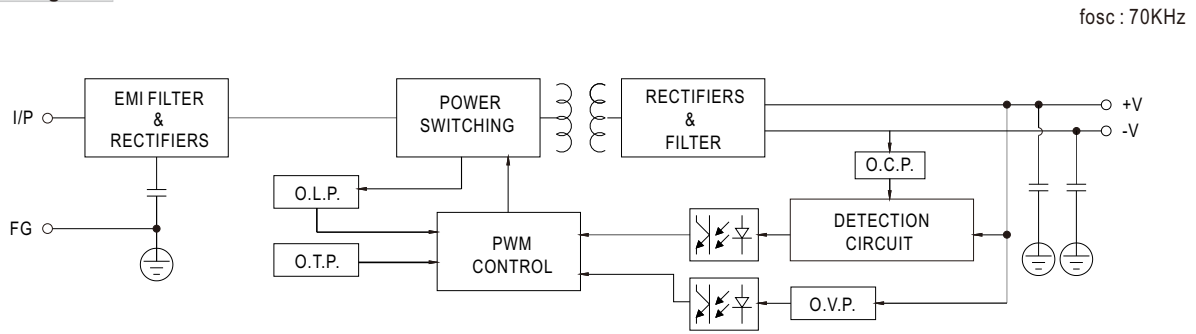 fosc : 70KHz
I/P
EMI FILTER
&
RECTIFIERS
POWER
SWITCHING
RECTIFIERS
&
FILTER
+V
-V
O.C.P.
O.L.P.
FG
O.T.P.
PWM
CONTROL
DETECTION
CIRCUIT
O.V.P.